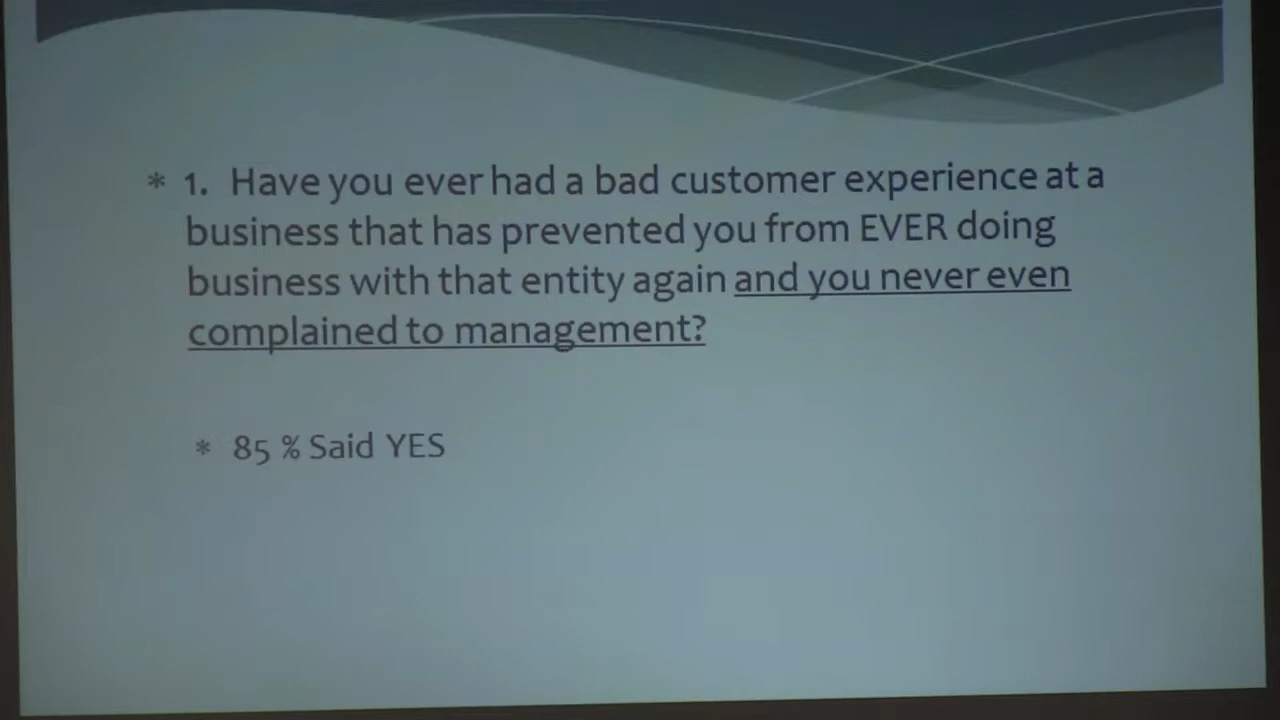 * 1. Have you ever had a bad customer experience at a
business that has prevented you from EVER doing
business with that entity again and you never even
complained to management?
* 85 % Said YES